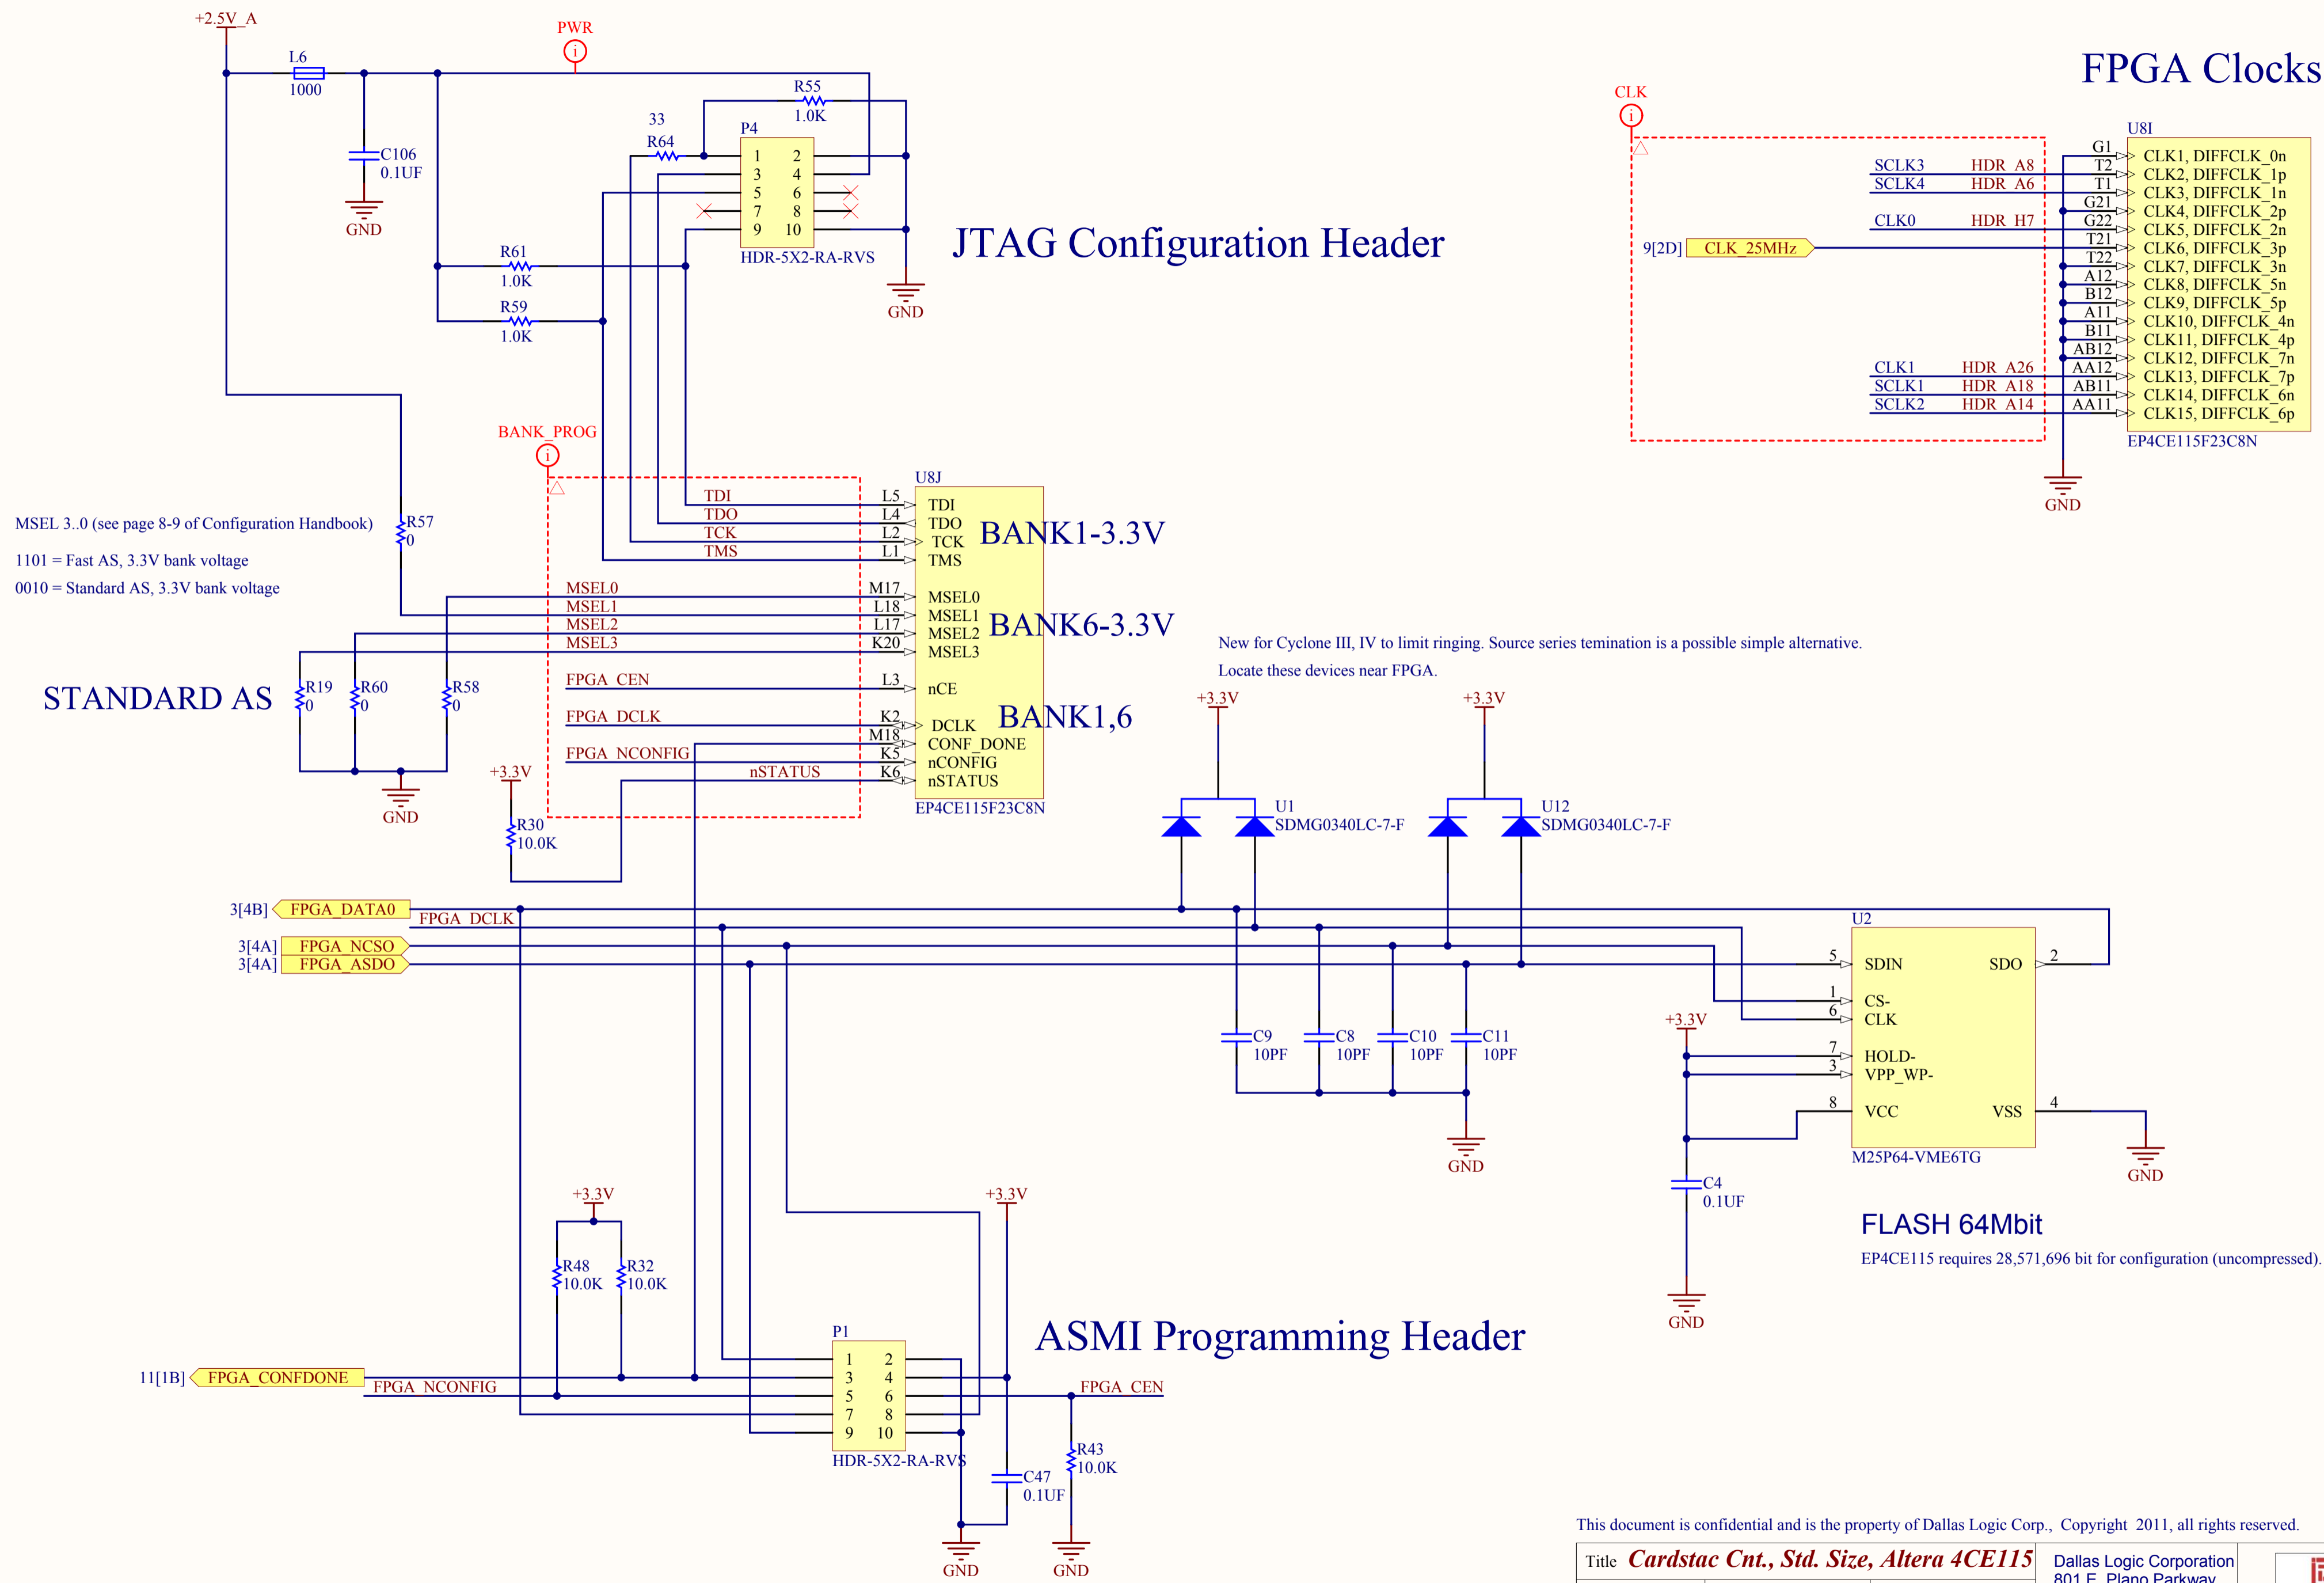 +2.5V_A
L6
1000
PWR
i
C106
0.1UF
GND
R55
1.0K
33
R64
P4
1 2
3 4
5 6
7 8
9 10
HDR-5X2-RA-RVS
GND
R61
1.0K
R59
1.0K
JTAG Configuration Header
FPGA Clocks
CLK
i
U8I
G1 CLK1, DIFFCLK_0n
SCLK3 HDR_A8 T2 CLK2, DIFFCLK_1p
SCLK4 HDR_A6 T1 CLK3, DIFFCLK_1n
G21 CLK4, DIFFCLK_2p
CLK0 HDR_H7 G22 CLK5, DIFFCLK_2n
9[2D] CLK_25MHz T21 CLK6, DIFFCLK_3p
T22 CLK7, DIFFCLK_3n
A12 CLK8, DIFFCLK_5n
B12 CLK9, DIFFCLK_5p
A11 CLK10, DIFFCLK_4n
B11 CLK11, DIFFCLK_4p
AB12 CLK12, DIFFCLK_7n
CLK1 HDR_A26 AA12 CLK13, DIFFCLK_7p
SCLK1 HDR_A18 AB11 CLK14, DIFFCLK_6n
SCLK2 HDR_A14 AA11 CLK15, DIFFCLK_6p
EP4CE115F23C8N
GND
BANK_PROG
i
U8J
TDI L5 TDI
TDO L4 TDO
TCK L2 TCK
TMS L1 TMS
BANK1-3.3V
MSEL0 M17 MSEL0
MSEL1 L18 MSEL1
MSEL2 L17 MSEL2
MSEL3 K20 MSEL3
BANK6-3.3V
FPGA_CEN L3 nCE
FPGA_DCLK K2 DCLK
M18 CONF_DONE
FPGA_NCONFIG K5 nCONFIG
nSTATUS K6 nSTATUS
BANK1,6
EP4CE115F23C8N
MSEL 3..0 (see page 8-9 of Configuration Handbook)
1101 = Fast AS, 3.3V bank voltage
0010 = Standard AS, 3.3V bank voltage
R57
0
STANDARD AS
R19
0
R60
0
R58
0
GND
+3.3V
R30
10.0K
New for Cyclone III, IV to limit ringing. Source series temination is a possible simple alternative.
Locate these devices near FPGA.
+3.3V
+3.3V
U1
SDMG0340LC-7-F
U12
SDMG0340LC-7-F
3[4B] FPGA_DATA0
FPGA_DCLK
3[4A] FPGA_NCSO
3[4A] FPGA_ASDO
C9
10PF
C8
10PF
C10
10PF
C11
10PF
GND
U2
5 SDIN SDO 2
1 CS-
6 CLK
7 HOLD-
3 VPP_WP-
8 VCC VSS 4
M25P64-VME6TG
+3.3V
C4
0.1UF
GND
GND
FLASH 64Mbit
EP4CE115 requires 28,571,696 bit for configuration (uncompressed).
+3.3V
R48
10.0K
R32
10.0K
+3.3V
ASMI Programming Header
P1
1 2
3 4
5 6
7 8
9 10
HDR-5X2-RA-RVS
11[1B] FPGA_CONFDONE
FPGA_NCONFIG
FPGA_CEN
C47
0.1UF
R43
10.0K
GND
GND
This document is confidential and is the property of Dallas Logic Corp., Copyright 2011, all rights reserved.
Title Cardstac Cnt., Std. Size, Altera 4CE115
Dallas Logic Corporation
801 E. Plano Parkway